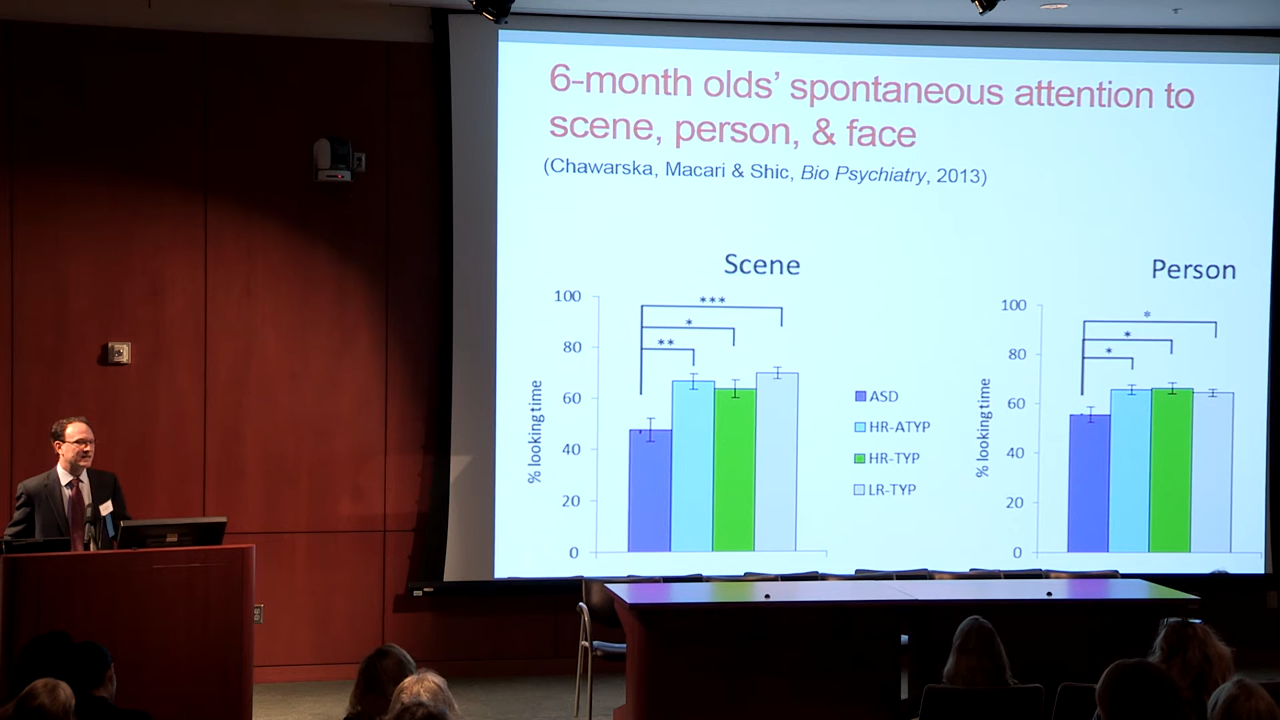 6-month olds' spontaneous attention to
scene, person, & face
(Chawarska, Macari & Shic, Bio Psychiatry, 2013)
Scene
% looking time
100
80
60
40
20
0
***
*
**
ASD
HR-ATYP
HR-TYP
LR-TYP
Person
% looking time
100
80
60
40
20
0
*
*
*